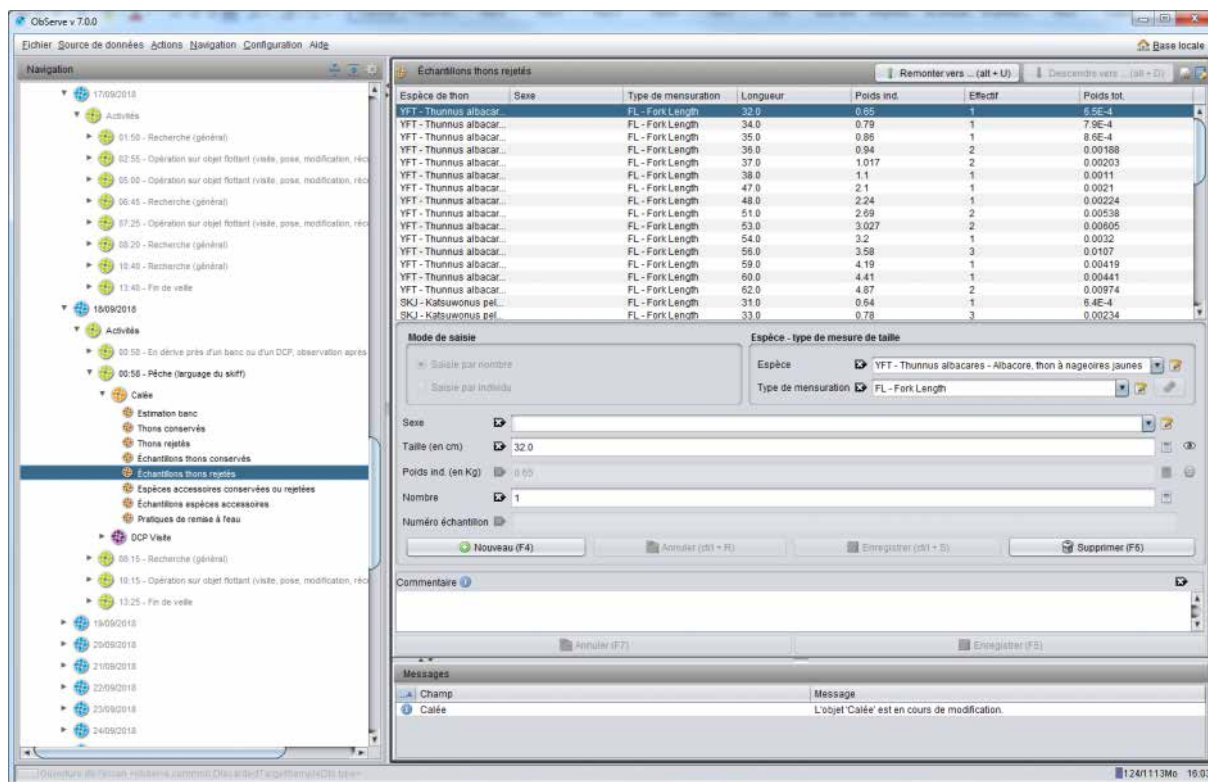 ObServe v 7.0.0
Fichier Source de données Actions Navigation Configuration Aide
Base locale
Navigation
17/09/2018
Activités
01:50 - Recherche (général)
02:55 - Opération sur objet flottant (visite, pose, modification, réc
05:00 - Opération sur objet flottant (visite, pose, modification, réc
06:45 - Recherche (général)
07:25 - Opération sur objet flottant (visite, pose, modification, réc
08:20 - Recherche (général)
10:40 - Recherche (général)
13:40 - Fin de veille
18/09/2018
Activités
00:50 - En dérive près d'un banc ou d'un DCP, observation après
00:58 - Pêche (larguage du skiff)
Calée
Estimation banc
Thons conservés
Thons rejetés
Échantillons thons conservés
Échantillons thons rejetés
Espèces accessoires conservées ou rejetées
Échantillons espèces accessoires
Pratiques de remise à l'eau
DCP Visite
08:15 - Recherche (général)
10:15 - Opération sur objet flottant (visite, pose, modification, réc
13:25 - Fin de veille
19/09/2018
20/09/2018
21/09/2018
22/09/2018
23/09/2018
24/09/2018
Échantillons thons rejetés
Remonter vers ... (alt + U)
Descendre vers ... (alt + D)
Espèce de thon Sexe Type de mensuration Longueur Poids ind. Effectif Poids tot.
YFT - Thunnus albacar... FL - Fork Length 32.0 0.65 1 6.5E-4
YFT - Thunnus albacar... FL - Fork Length 34.0 0.79 1 7.9E-4
YFT - Thunnus albacar... FL - Fork Length 35.0 0.86 1 8.6E-4
YFT - Thunnus albacar... FL - Fork Length 36.0 0.94 2 0.00188
YFT - Thunnus albacar... FL - Fork Length 37.0 1.017 2 0.00203
YFT - Thunnus albacar... FL - Fork Length 38.0 1.1 1 0.0011
YFT - Thunnus albacar... FL - Fork Length 47.0 2.1 1 0.0021
YFT - Thunnus albacar... FL - Fork Length 48.0 2.24 1 0.00224
YFT - Thunnus albacar... FL - Fork Length 51.0 2.69 2 0.00538
YFT - Thunnus albacar... FL - Fork Length 53.0 3.027 2 0.00605
YFT - Thunnus albacar... FL - Fork Length 54.0 3.2 1 0.0032
YFT - Thunnus albacar... FL - Fork Length 56.0 3.58 3 0.0107
YFT - Thunnus albacar... FL - Fork Length 59.0 4.19 1 0.00419
YFT - Thunnus albacar... FL - Fork Length 60.0 4.41 1 0.00441
YFT - Thunnus albacar... FL - Fork Length 62.0 4.87 2 0.00974
SKJ - Katsuwonus pel... FL - Fork Length 31.0 0.64 1 6.4E-4
SKJ - Katsuwonus pel... FL - Fork Length 33.0 0.78 3 0.00234
Mode de saisie
Saisie par nombre
Saisie par individu
Espèce - type de mesure de taille
Espèce YFT - Thunnus albacares - Albacore, thon à nageoires jaunes
Type de mensuration FL - Fork Length
Sexe
Taille (en cm) 32.0
Poids ind. (en Kg) 0.65
Nombre 1
Numéro échantillon
Nouveau (F4) Annuler (ctrl + R) Enregistrer (ctrl + S) Supprimer (F6)
Commentaire
Annuler (F7) Enregistrer (F5)
Messages
Champ Message
Calée L'objet 'Calée' est en cours de modification.
124/1113Mo 16:03